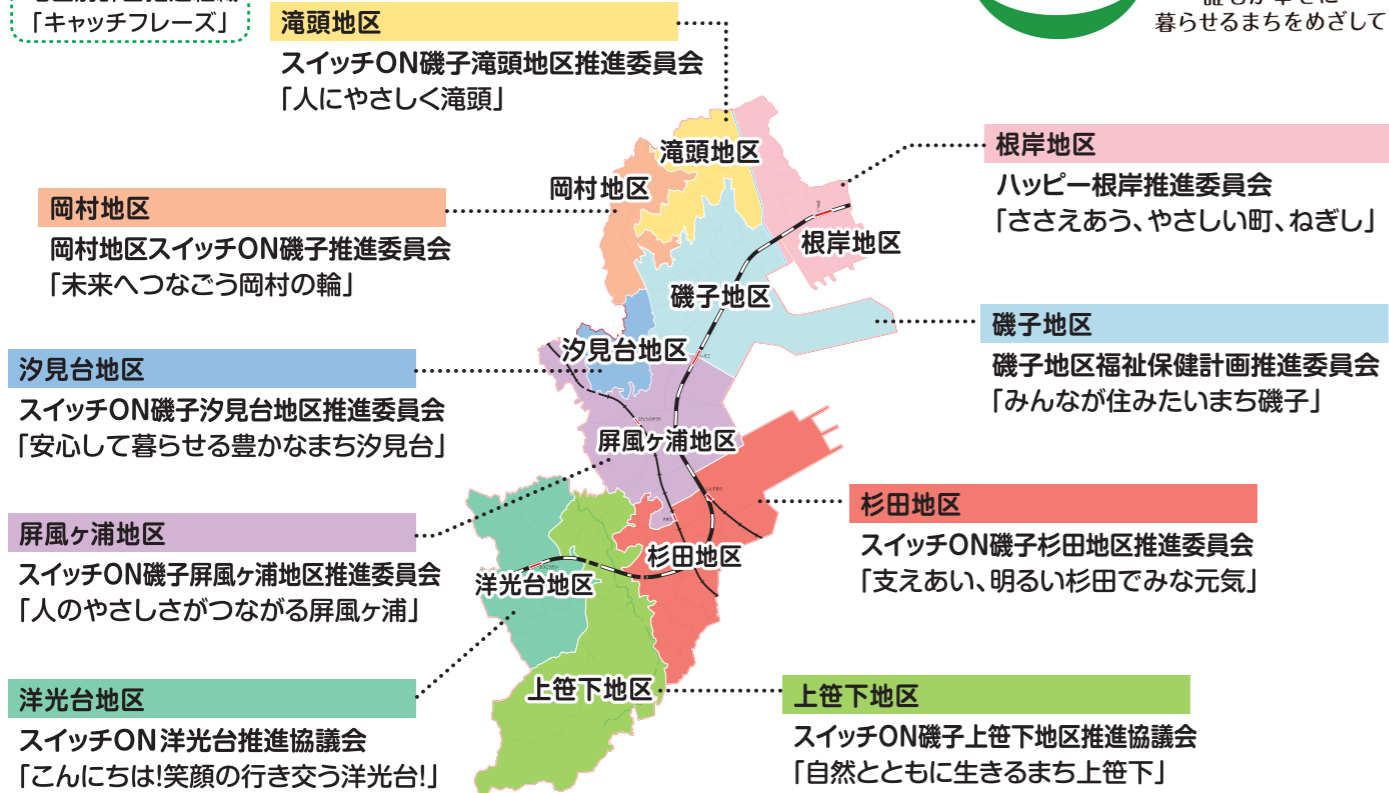 「キャッチフレーズ」
暮らせるまちをめざして
滝頭地区
スイッチON磯子滝頭地区推進委員会
「人にやさしく滝頭」
根岸地区
ハッピー根岸推進委員会
「ささえあう、やさしい町、ねぎし」
岡村地区
岡村地区スイッチON磯子推進委員会
「未来へつなごう岡村の輪」
磯子地区
磯子地区福祉保健計画推進委員会
「みんなが住みたいまち磯子」
汐見台地区
スイッチON磯子汐見台地区推進委員会
「安心して暮らせる豊かなまち汐見台」
杉田地区
スイッチON磯子杉田地区推進委員会
「支えあい、明るい杉田でみな元気」
屏風ヶ浦地区
スイッチON磯子屏風ヶ浦地区推進委員会
「人のやさしさがつながる屏風ヶ浦」
洋光台地区
スイッチON洋光台推進協議会
「こんにちは!笑顔の行き交う洋光台!」
上笹下地区
スイッチON磯子上笹下地区推進協議会
「自然とともに生きるまち上笹下」
滝頭地区
岡村地区
根岸地区
磯子地区
汐見台地区
屏風ヶ浦地区
杉田地区
洋光台地区
上笹下地区